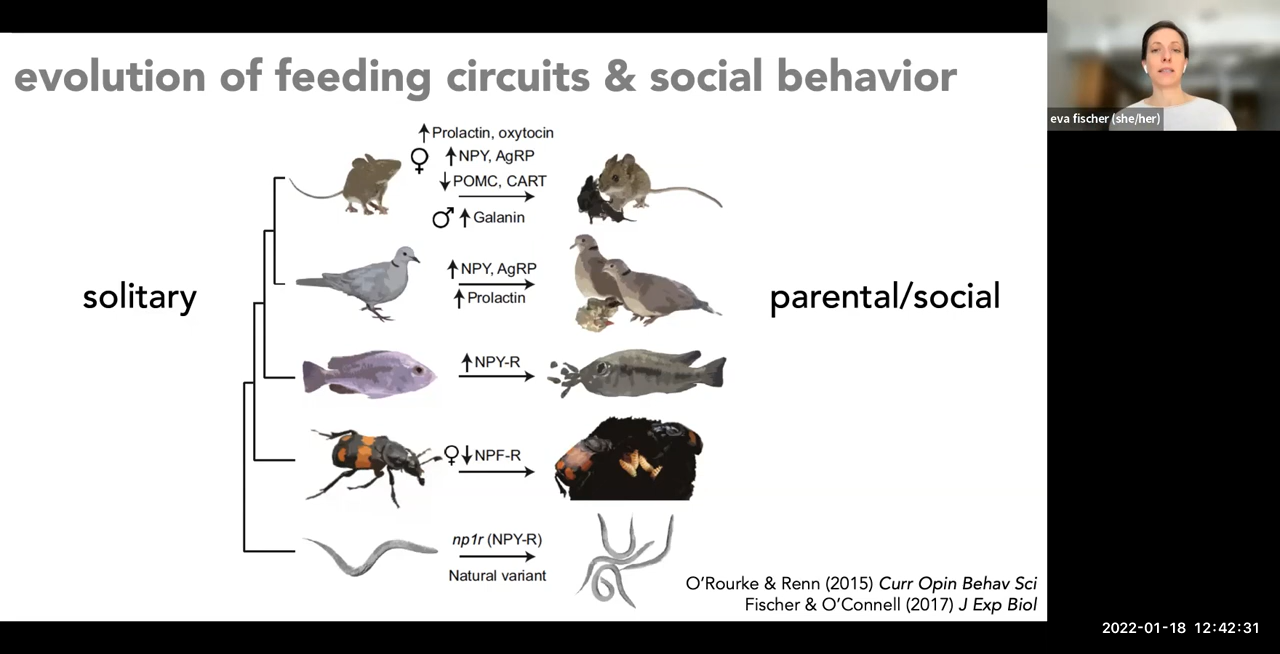 evolution of feeding circuits & social behavior
eva fischer (she/her)
↑Prolactin, oxytocin
♀ ↑NPY, AgRP
↓POMC, CART
♂ ↑Galanin
solitary
↑NPY, AgRP
↑Prolactin
parental/social
↑NPY-R
♀↓NPF-R
np1r (NPY-R)
Natural variant
O'Rourke & Renn (2015) Curr Opin Behav Sci
Fischer & O'Connell (2017) J Exp Biol
2022-01-18 12:42:31